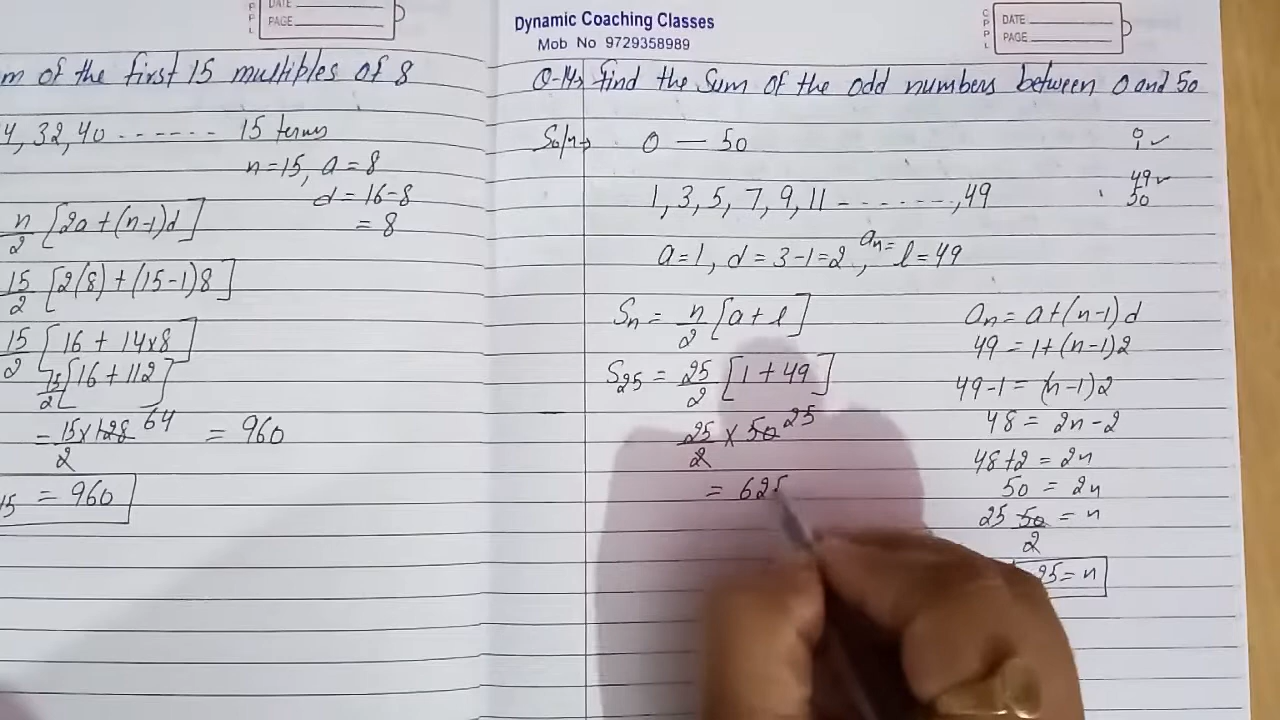 DATE
PAGE
m of the first 15 multiples of 8
4, 32, 40 ------ 15 terms
n=15, a=8
d = 16-8
= 8
n/2 [2a + (n-1)d]
15/2 [2(8) + (15-1)8]
15/2 [16 + 14x8]
15/2 [16 + 112]
= 15 x 128 64 / 2 = 960
15 = 960
Dynamic Coaching Classes
Mob No 9729358989
CPPL
DATE
PAGE
Q-14, find the sum of the odd numbers between 0 and 50
Soln→ 0 — 50
0
1 ✓
1, 3, 5, 7, 9, 11 -------, 49
49 ✓
50
a=1, d = 3-1=2, an= l=49
Sn = n/2 [a + l]
S25 = 25/2 [1 + 49]
25/2 x 50 25
= 625
an = a + (n-1) d
49 = 1 + (n-1)2
49-1 = (n-1)2
48 = 2n - 2
48+2 = 2n
50 = 2n
25 50/2 = n
25 = n